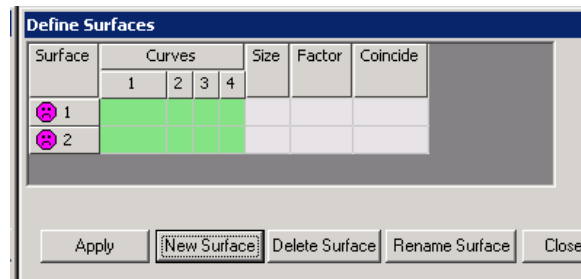 Define Surfaces
Surface Curves Size Factor Coincide
1 2 3 4
1
2
Apply New Surface Delete Surface Rename Surface Close